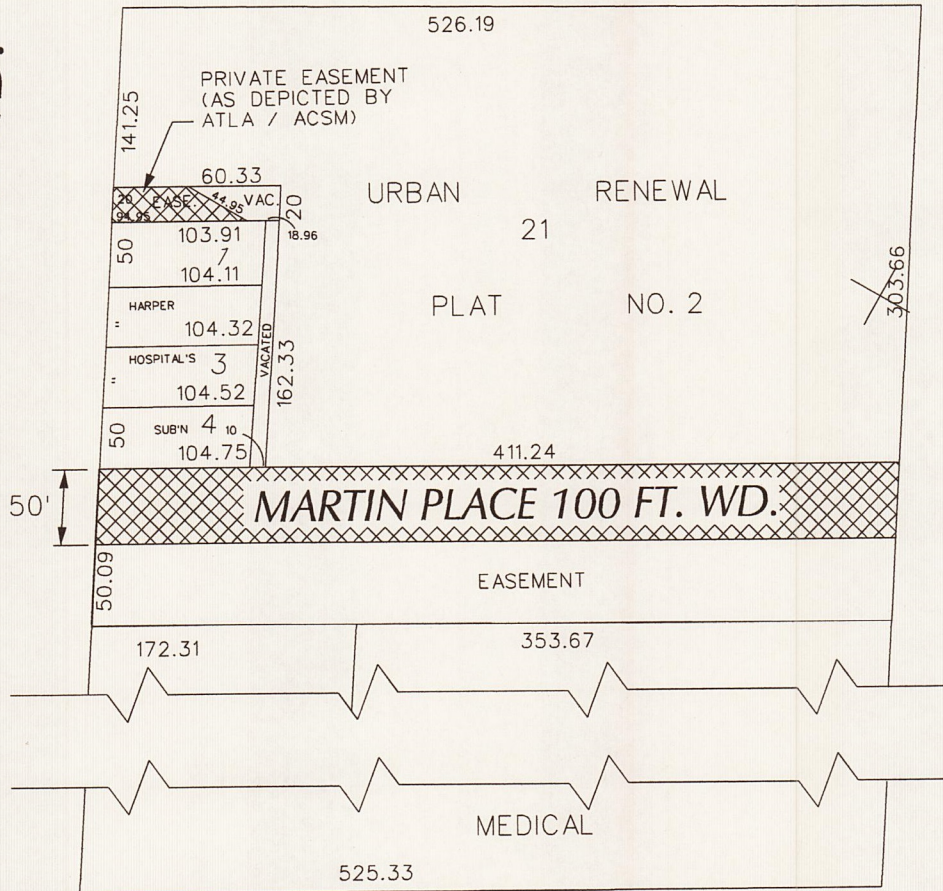 526.19
PRIVATE EASEMENT
(AS DEPICTED BY
ATLA / ACSM)
141.25
60.33
20 EASE. 44.95 VAC. 20
94.95
18.96
URBAN RENEWAL
21
PLAT NO. 2
303.66
50 103.91
1
104.11
HARPER
" 104.32
HOSPITAL'S 3
" 104.52
50 SUB'N 4 10
104.75
VACATED
162.33
411.24
50'
MARTIN PLACE 100 FT. WD.
50.09
EASEMENT
172.31 353.67
MEDICAL
525.33